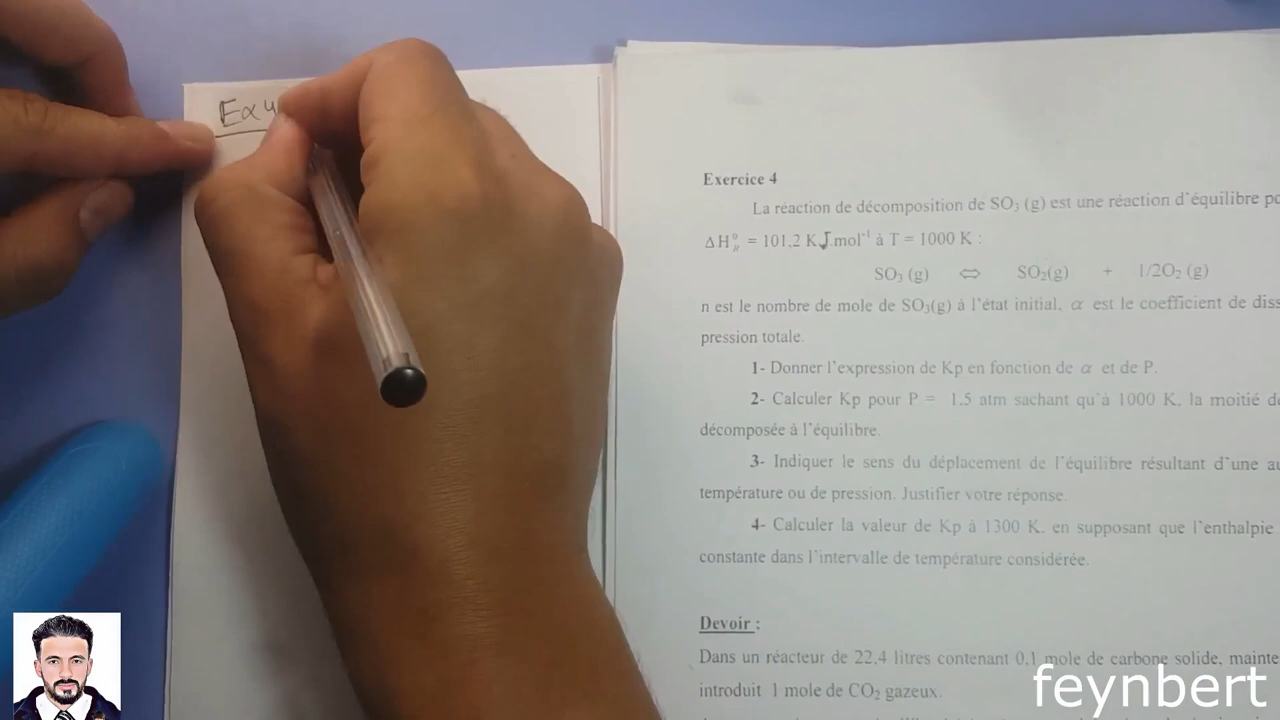 Ex 4
Exercice 4
La réaction de décomposition de SO3 (g) est une réaction d'équilibre
ΔH°R = 101,2 KJ.mol⁻¹ à T = 1000 K :
SO3 (g) ⇔ SO2(g) + 1/2O2 (g)
n est le nombre de mole de SO3(g) à l'état initial, α est le coefficient de
pression totale.
1- Donner l'expression de Kp en fonction de α et de P.
2- Calculer Kp pour P = 1,5 atm sachant qu'à 1000 K, la moitié
décomposée à l'équilibre.
3- Indiquer le sens du déplacement de l'équilibre résultant d'une
température ou de pression. Justifier votre réponse.
4- Calculer la valeur de Kp à 1300 K, en supposant que l'enthalpie
constante dans l'intervalle de température considérée.
Devoir :
Dans un réacteur de 22,4 litres contenant 0,1 mole de carbone solide,
introduit 1 mole de CO2 gazeux.
feynbert